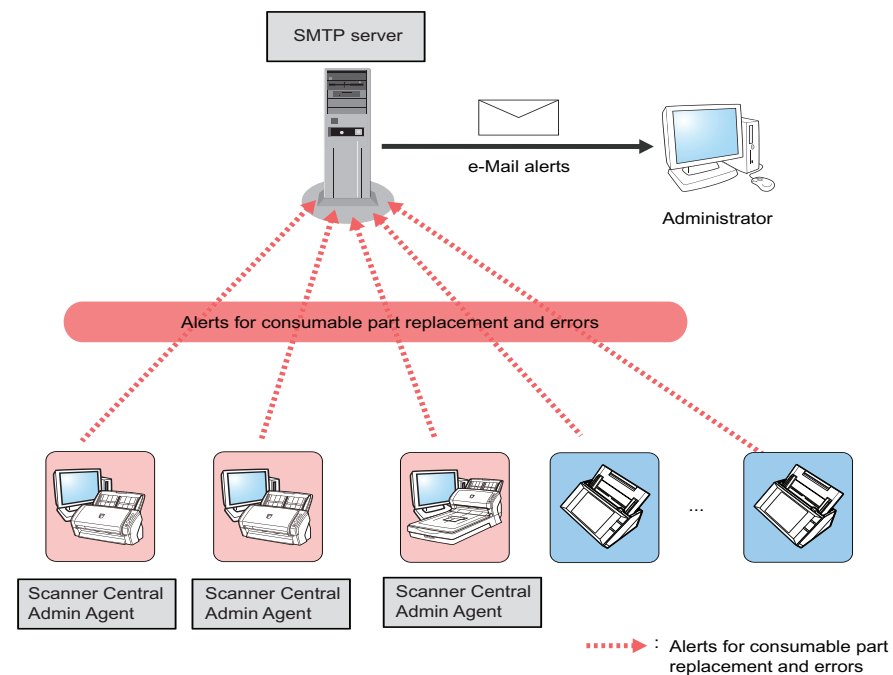 SMTP server
e-Mail alerts
Administrator
Alerts for consumable part replacement and errors
...
Scanner Central
Admin Agent
Scanner Central
Admin Agent
Scanner Central
Admin Agent
: Alerts for consumable part
replacement and errors